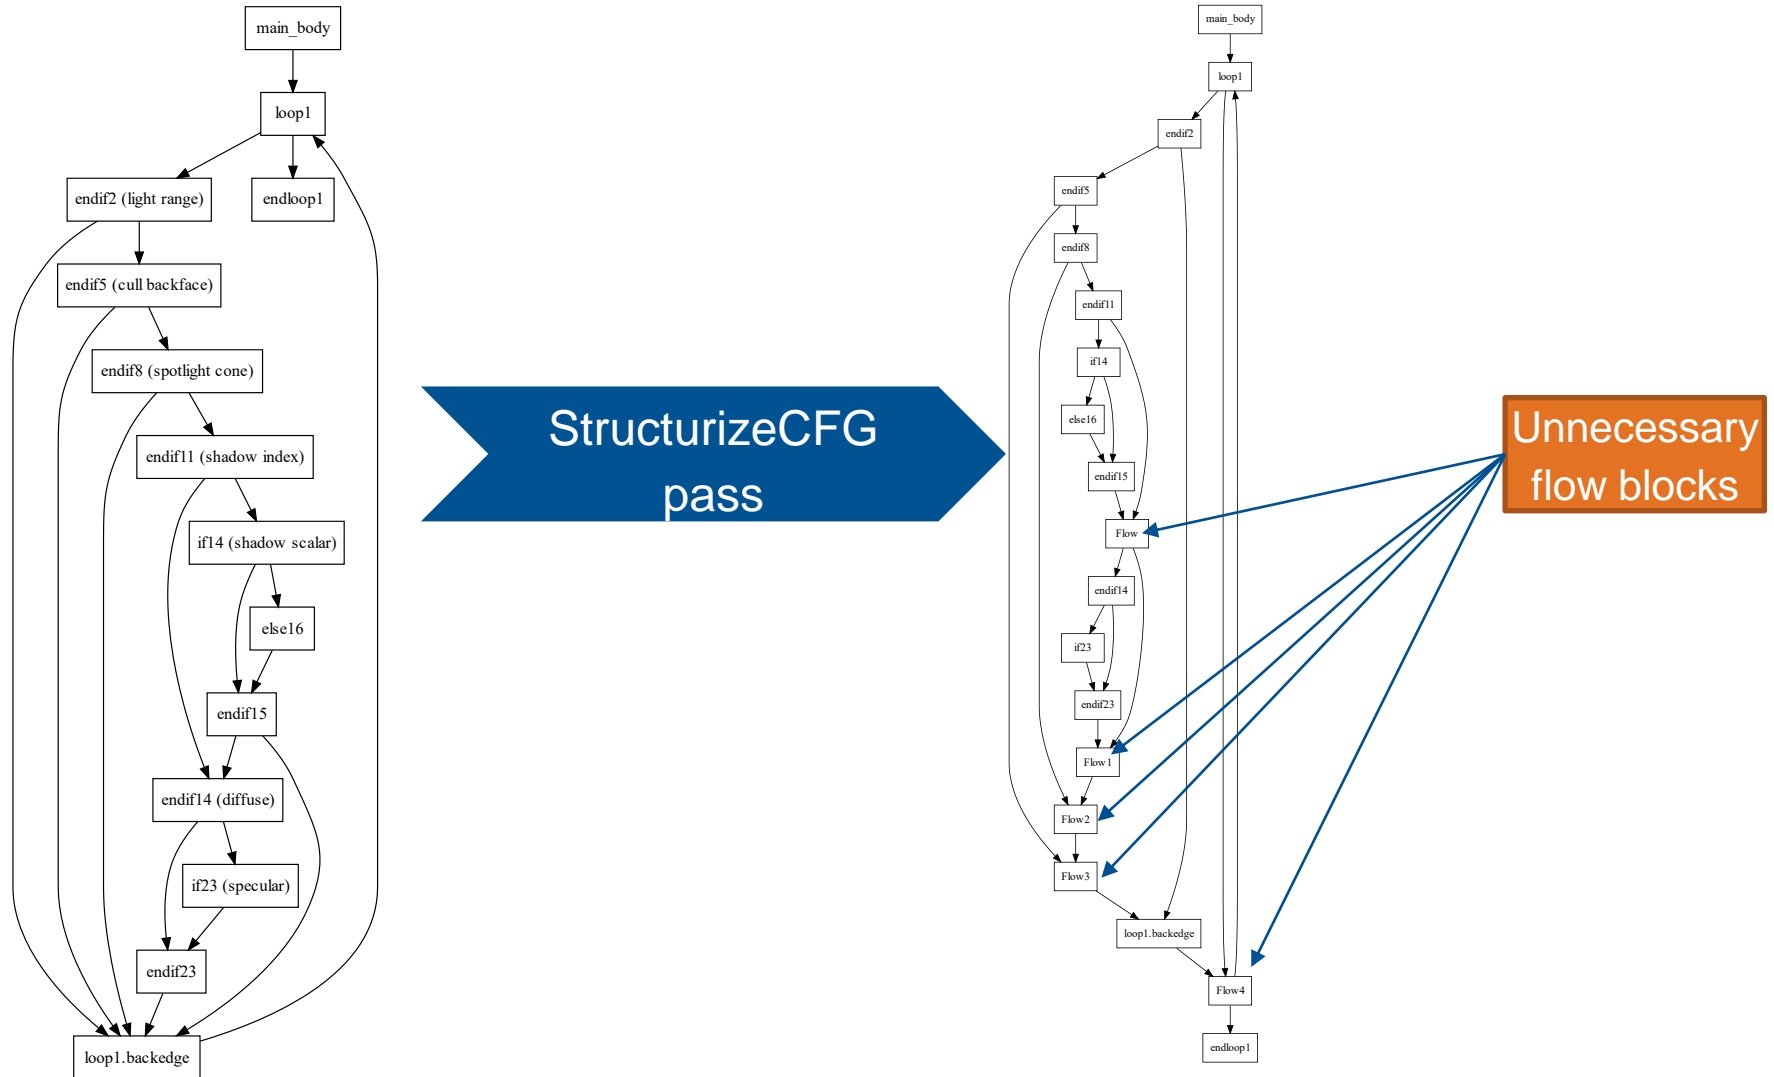 main_body
loop1
endif2 (light range)
endloop1
endif5 (cull backface)
endif8 (spotlight cone)
endif11 (shadow index)
if14 (shadow scalar)
else16
endif15
endif14 (diffuse)
if23 (specular)
endif23
loop1.backedge
StructurizeCFG
pass
main_body
loop1
endif2
endif5
endif8
endif11
if14
else16
endif15
Flow
endif14
if23
endif23
Flow1
Flow2
Flow3
loop1.backedge
Flow4
endloop1
Unnecessary
flow blocks